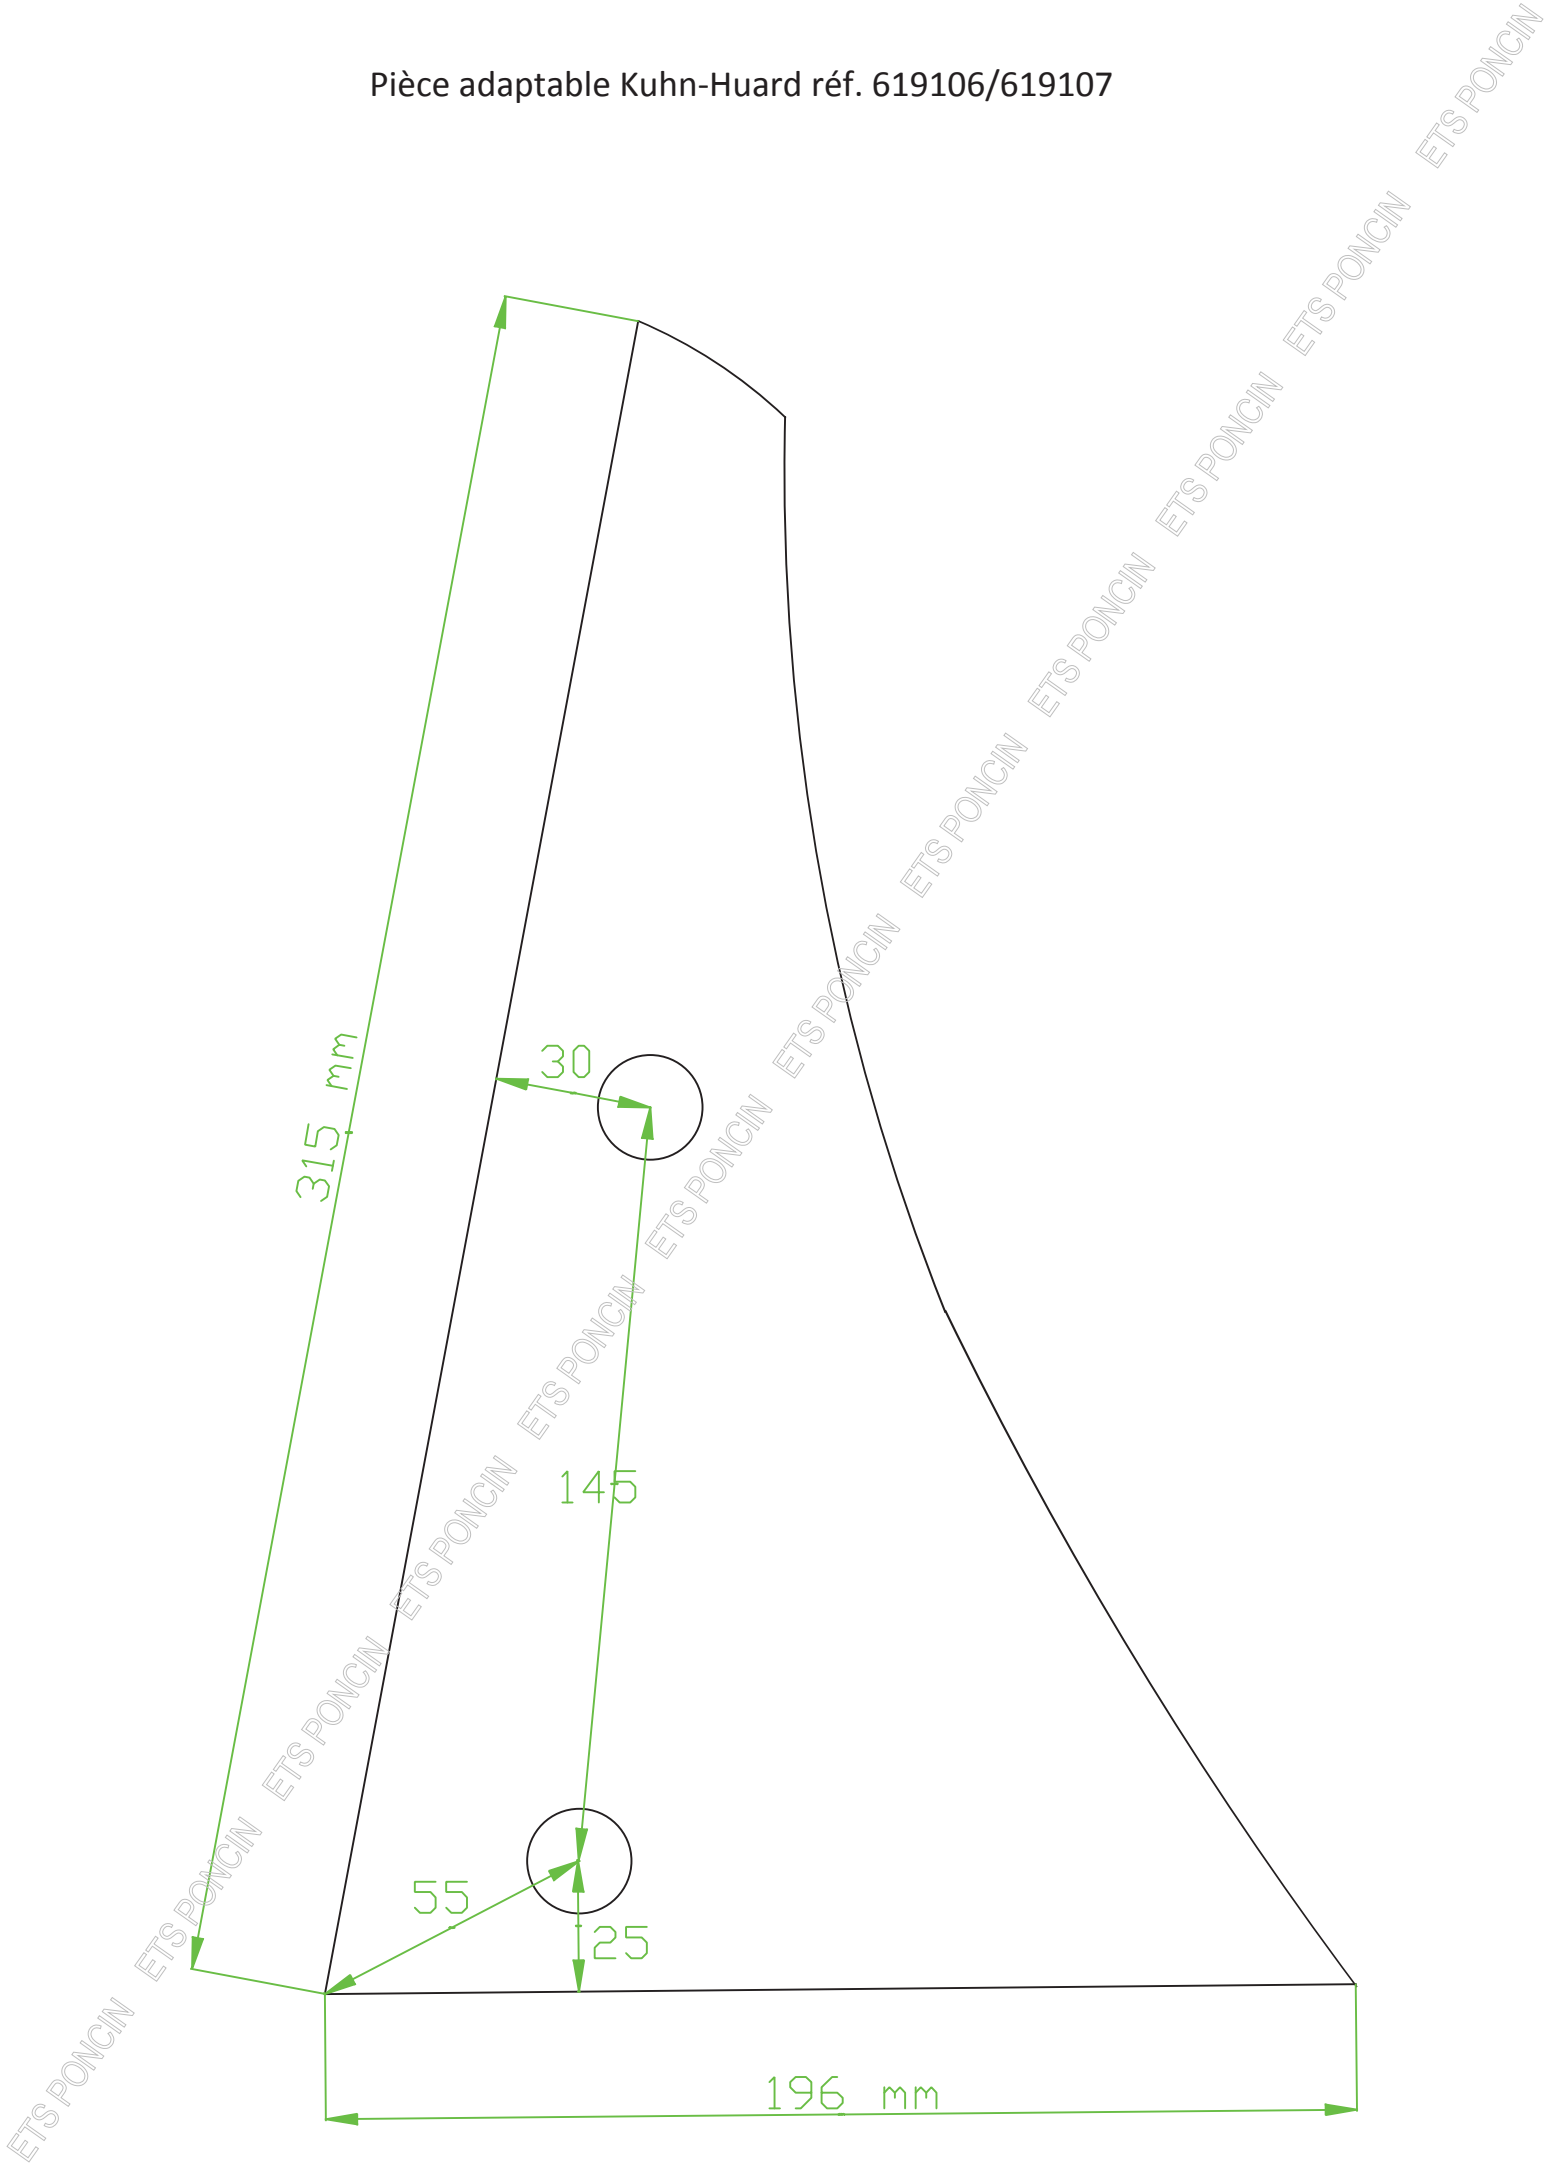 Pièce adaptable Kuhn-Huard réf. 619106/619107
315 mm
30
145
55
25
196 mm
ETS PONCIN ETS PONCIN ETS PONCIN ETS PONCIN ETS PONCIN ETS PONCIN ETS PONCIN ETS PONCIN ETS PONCIN ETS PONCIN ETS PONCIN ETS PONCIN